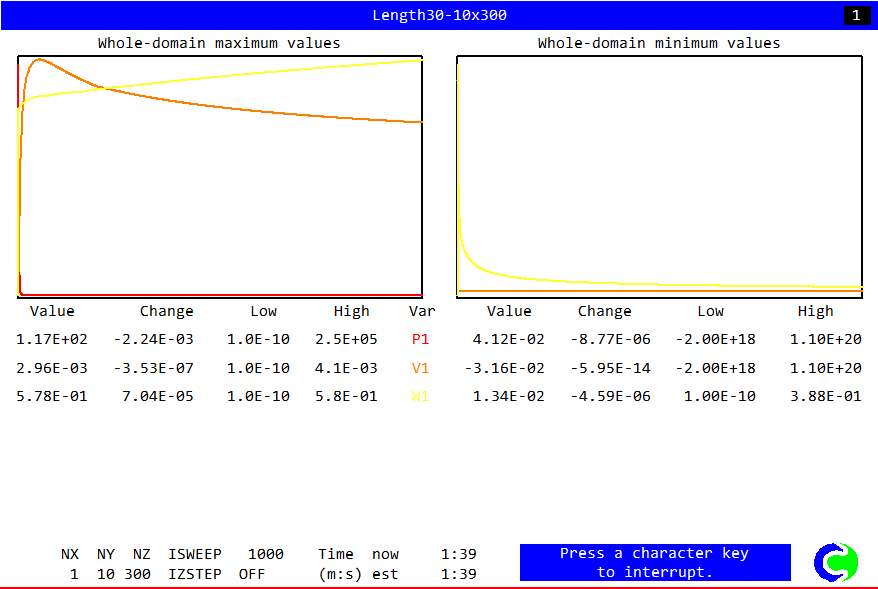 Length30-10x300 1
Whole-domain maximum values Whole-domain minimum values
Value Change Low High Var Value Change Low High
1.17E+02 -2.24E-03 1.0E-10 2.5E+05 P1 4.12E-02 -8.77E-06 -2.00E+18 1.10E+20
2.96E-03 -3.53E-07 1.0E-10 4.1E-03 V1 -3.16E-02 -5.95E-14 -2.00E+18 1.10E+20
5.78E-01 7.04E-05 1.0E-10 5.8E-01 W1 1.34E-02 -4.59E-06 1.00E-10 3.88E-01
NX NY NZ ISWEEP 1000 Time now 1:39 Press a character key
1 10 300 IZSTEP OFF (m:s) est 1:39 to interrupt.